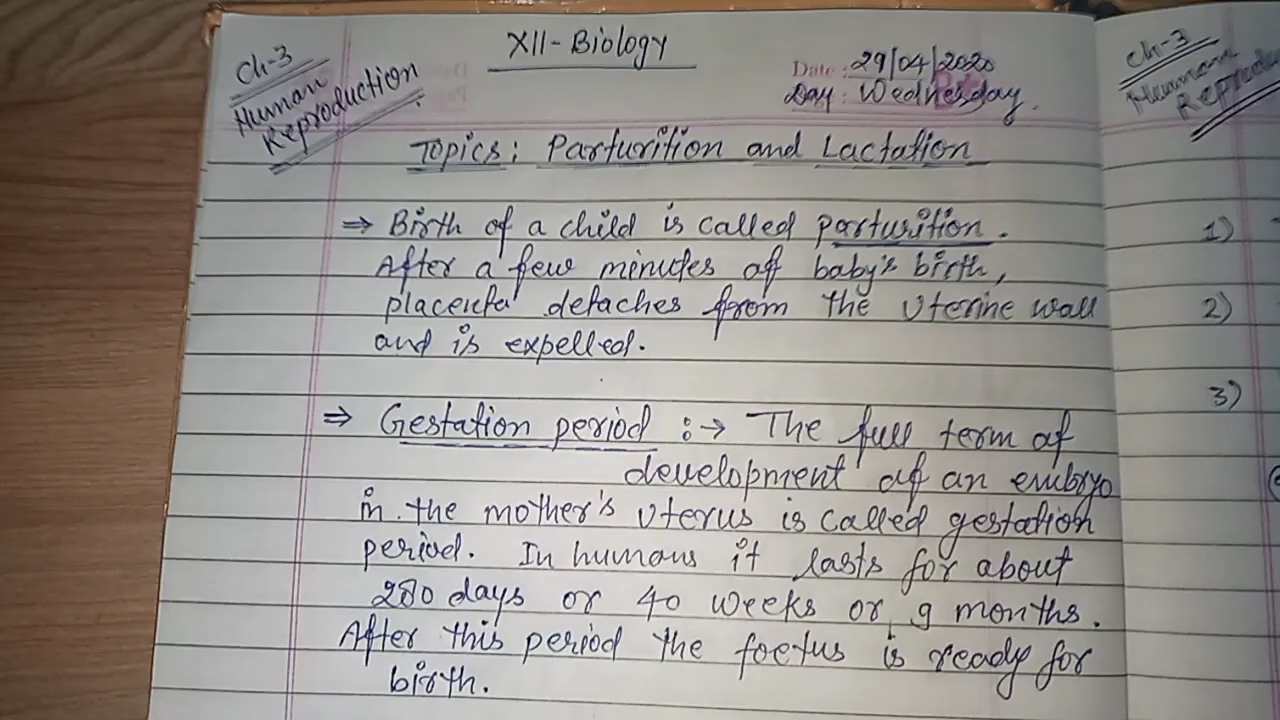 XII- Biology
Ch-3
Human
Reproduction
Date : 29/04/2020
Day : Wednesday.
Topics : Parturition and Lactation
⇒ Birth of a child is called parturition.
After a few minutes of baby's birth,
placenta detaches from the uterine wall
and is expelled.
⇒ Gestation period :→ The full term of
development of an embryo
in the mother's uterus is called gestation
period. In humans it lasts for about
280 days or 40 weeks or 9 months.
After this period the foetus is ready for
birth.
Ch-3
Human
1)
2)
3)